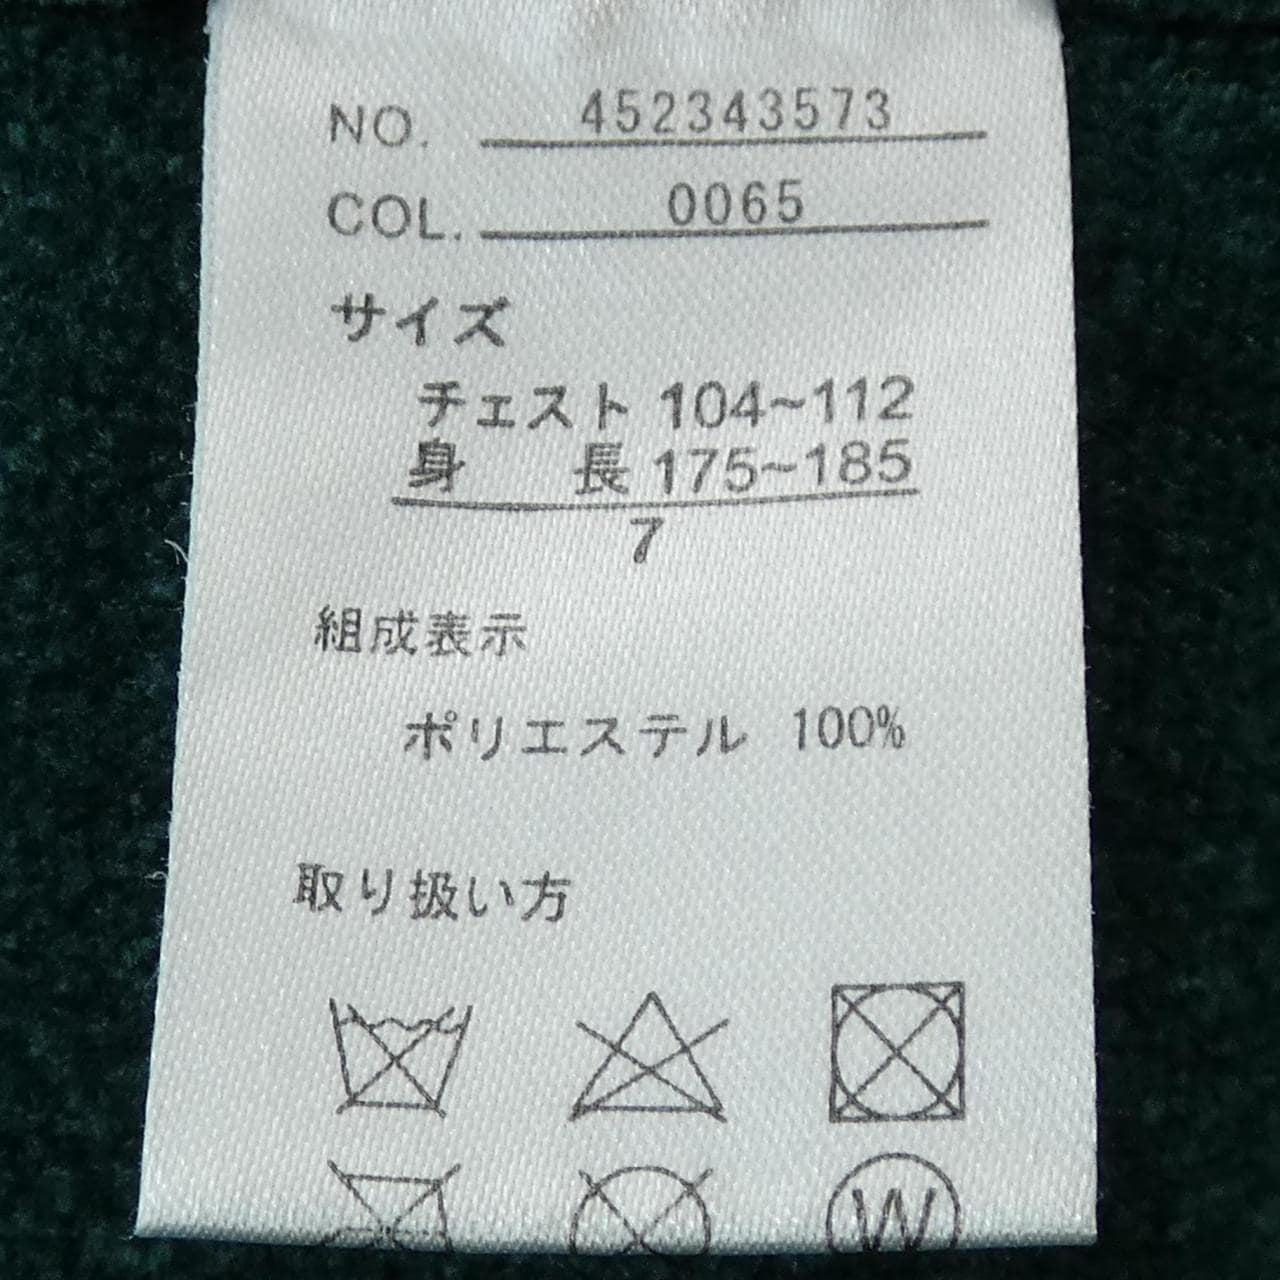 NO. 452343573
COL. 0065
サイズ
チェスト 104~112
身 長 175~185
7
組成表示
ポリエステル 100%
取り扱い方
W